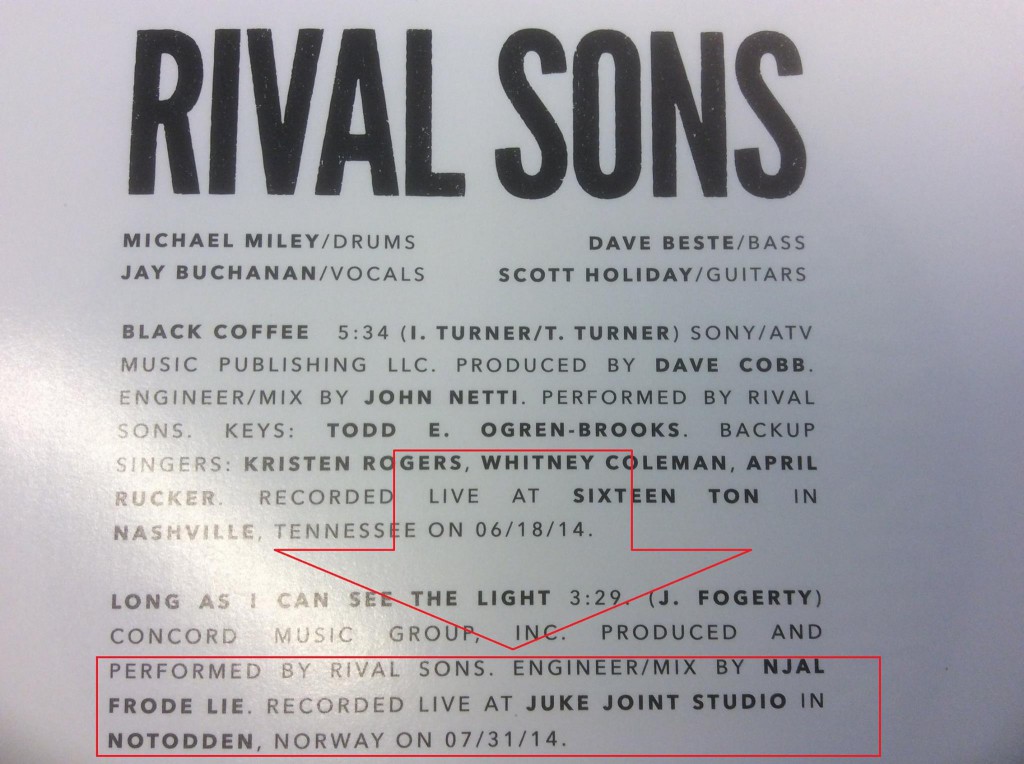 RIVAL SONS
MICHAEL MILEY/DRUMS DAVE BESTE/BASS
JAY BUCHANAN/VOCALS SCOTT HOLIDAY/GUITARS
BLACK COFFEE 5:34 (I. TURNER/T. TURNER) SONY/ATV
MUSIC PUBLISHING LLC. PRODUCED BY DAVE COBB.
ENGINEER/MIX BY JOHN NETTI. PERFORMED BY RIVAL
SONS. KEYS: TODD E. OGREN-BROOKS. BACKUP
SINGERS: KRISTEN ROGERS, WHITNEY COLEMAN, APRIL
RUCKER. RECORDED LIVE AT SIXTEEN TON IN
NASHVILLE, TENNESSEE ON 06/18/14.
LONG AS I CAN SEE THE LIGHT 3:29. (J. FOGERTY)
CONCORD MUSIC GROUP, INC. PRODUCED AND
PERFORMED BY RIVAL SONS. ENGINEER/MIX BY NJAL
FRODE LIE. RECORDED LIVE AT JUKE JOINT STUDIO IN
NOTODDEN, NORWAY ON 07/31/14.